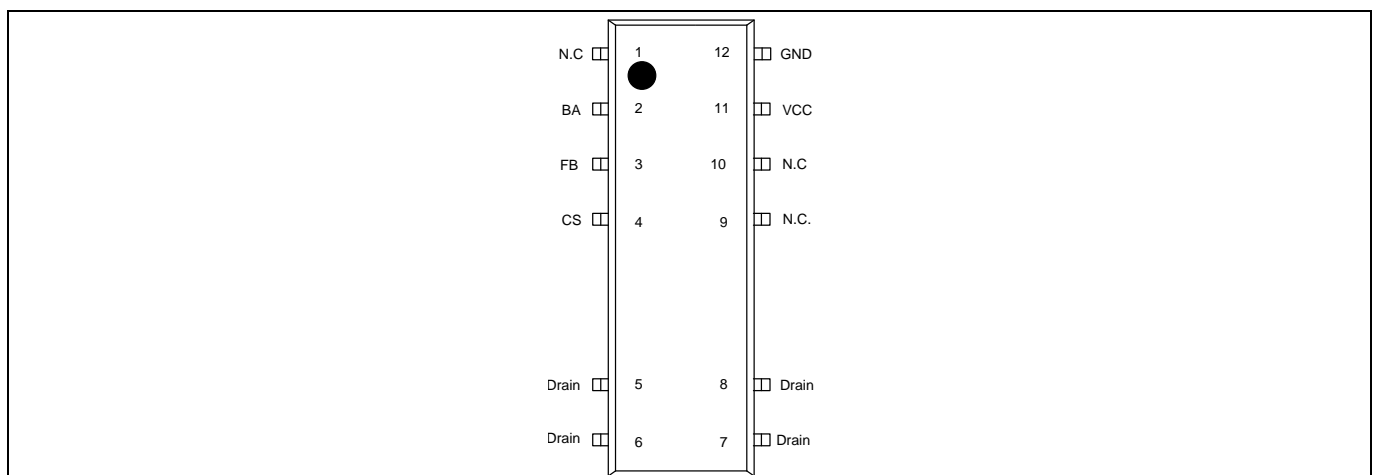 N.C 1 12 GND
BA 2 11 VCC
FB 3 10 N.C
CS 4 9 N.C.
Drain 5 8 Drain
Drain 6 7 Drain